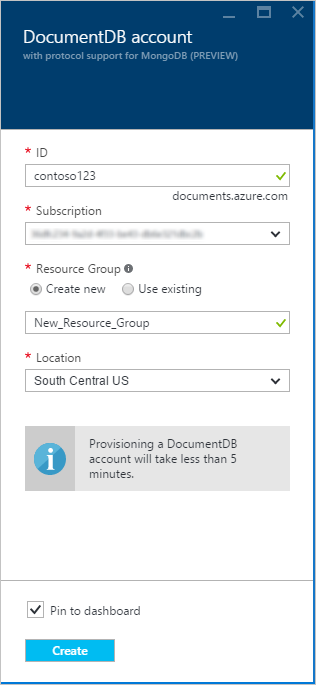 DocumentDB account
with protocol support for MongoDB (PREVIEW)
* ID
contoso123
documents.azure.com
* Subscription
* Resource Group
Create new Use existing
New_Resource_Group
* Location
South Central US
Provisioning a DocumentDB
account will take less than 5
minutes.
Pin to dashboard
Create